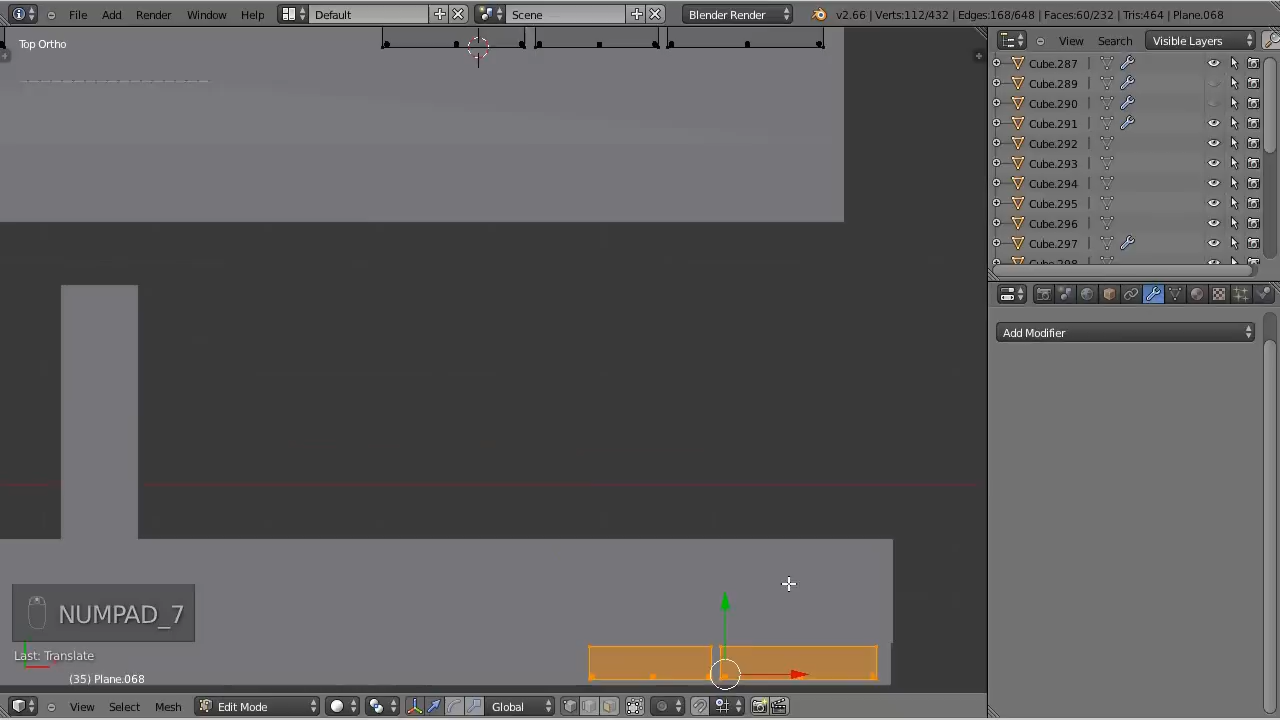 File Add Render Window Help Default Scene Blender Render v2.66 | Verts:112/432 | Edges:168/648 | Faces:60/232 | Tris:464 | Plane.068
Top Ortho
View Search Visible Layers
Cube.287
Cube.289
Cube.290
Cube.291
Cube.292
Cube.293
Cube.294
Cube.295
Cube.296
Cube.297
Cube.298
Add Modifier
NUMPAD_7
Last: Translate
(35) Plane.068
View Select Mesh Edit Mode Global